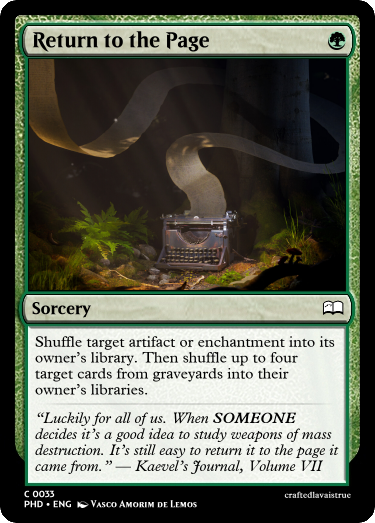 Return to the Page
Sorcery
Shuffle target artifact or enchantment into its
owner's library. Then shuffle up to four
target cards from graveyards into their
owner's libraries.
“Luckily for all of us. When SOMEONE
decides it's a good idea to study weapons of mass
destruction. It's still easy to return it to the page it
came from.” — Kaevel's Journal, Volume VII
C 0033
PHD • ENG Vasco Amorim de Lemos
craftedlavaistrue